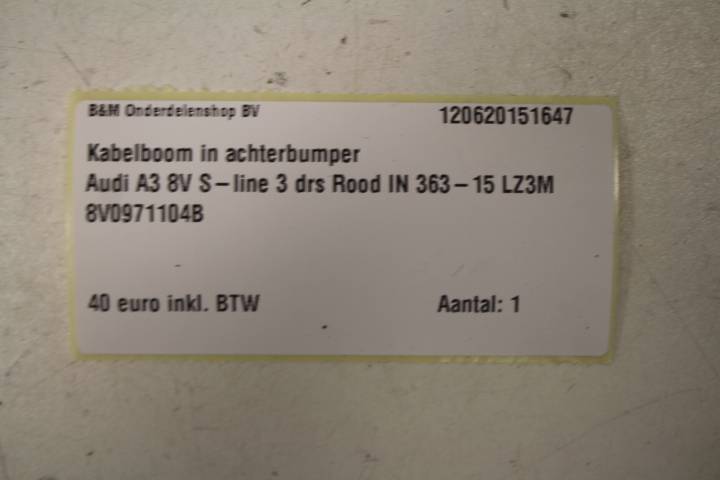 B&M Onderdelenshop BV
120620151647
Kabelboom in achterbumper
Audi A3 8V S-line 3 drs Rood IN 363-15 LZ3M
8V0971104B
40 euro inkl. BTW
Aantal: 1